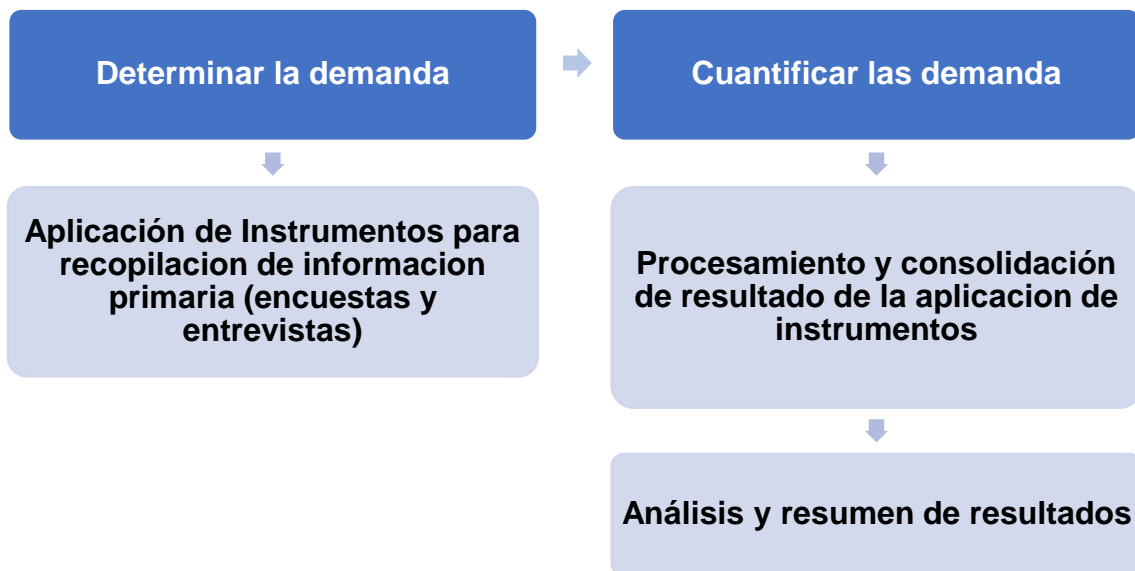 Determinar la demanda
Cuantificar las demanda
Aplicación de Instrumentos para
recopilacion de informacion
primaria (encuestas y
entrevistas)
Procesamiento y consolidación
de resultado de la aplicacion de
instrumentos
Análisis y resumen de resultados